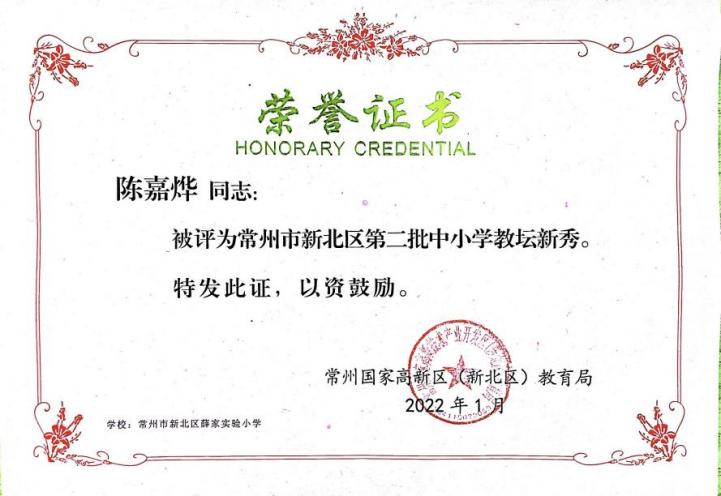 荣誉证书
HONORARY CREDENTIAL
陈嘉烨 同志：
被评为常州市新北区第二批中小学教坛新秀。
特发此证，以资鼓励。
常州国家高新区（新北区）教育局
2022 年 1 月
学校：常州市新北区薛家实验小学